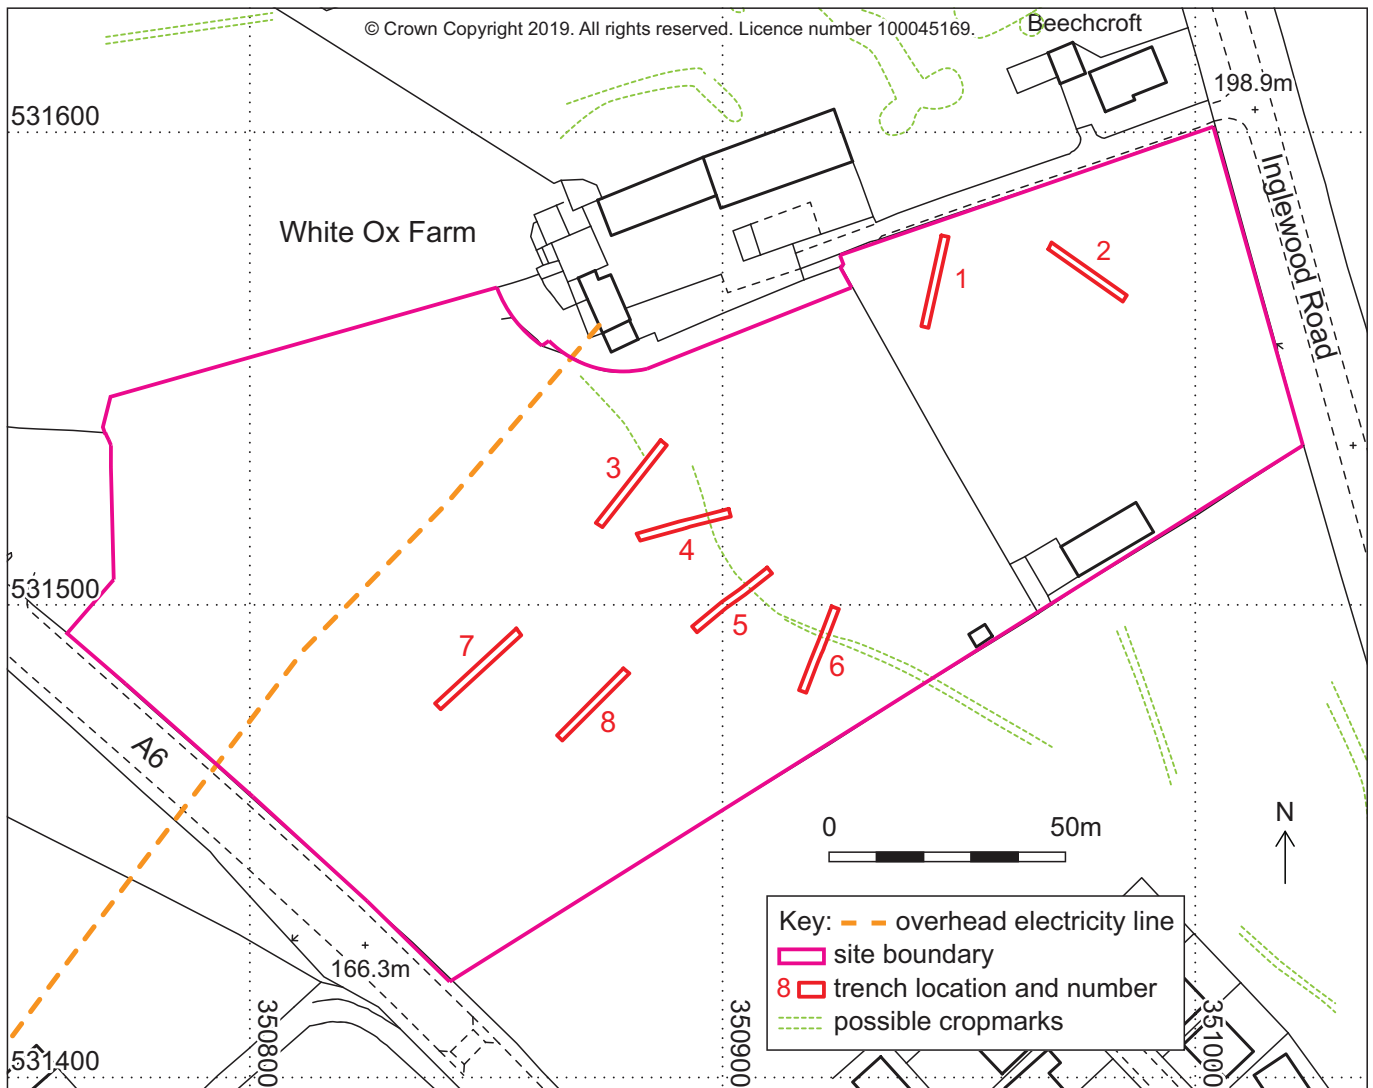 © Crown Copyright 2019. All rights reserved. Licence number 100045169.
Beechcroft
198.9m
531600
Inglewood Road
White Ox Farm
1
2
3
4
531500
5
6
7
8
A6
0 50m
N
166.3m
Key: overhead electricity line
site boundary
8 trench location and number
possible cropmarks
350800
350900
351000
531400